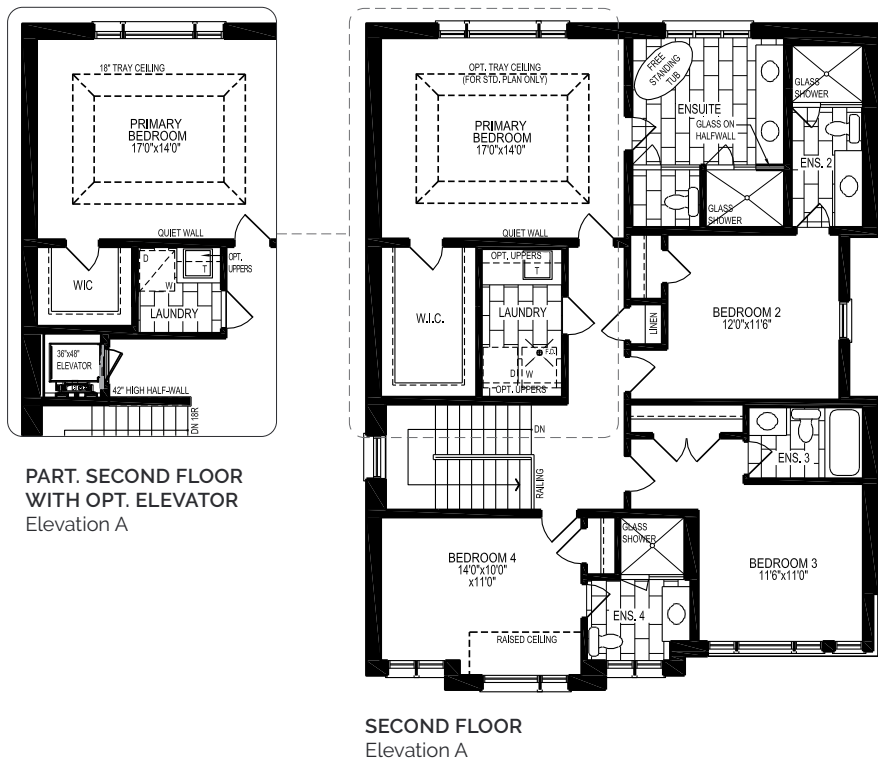 18" TRAY CEILING
PRIMARY
BEDROOM
17'0"x14'0"
QUIET WALL
WIC
D
W
T
OPT.
UPPERS
LAUNDRY
36"x48"
ELEVATOR
42" HIGH HALF-WALL
DN 18R
PART. SECOND FLOOR
WITH OPT. ELEVATOR
Elevation A
OPT. TRAY CEILING
(FOR STD. PLAN ONLY)
PRIMARY
BEDROOM
17'0"x14'0"
QUIET WALL
FREE
STANDING
TUB
ENSUITE
GLASS ON
HALFWALL
GLASS
SHOWER
GLASS
SHOWER
ENS. 2
W.I.C.
OPT. UPPERS
T
LAUNDRY
F.D.
D
W
OPT. UPPERS
LINEN
BEDROOM 2
12'0"x11'6"
DN
RAILING
ENS. 3
BEDROOM 4
14'0"x10'0"
x11'0"
RAISED CEILING
GLASS
SHOWER
ENS. 4
BEDROOM 3
11'6"x11'0"
SECOND FLOOR
Elevation A